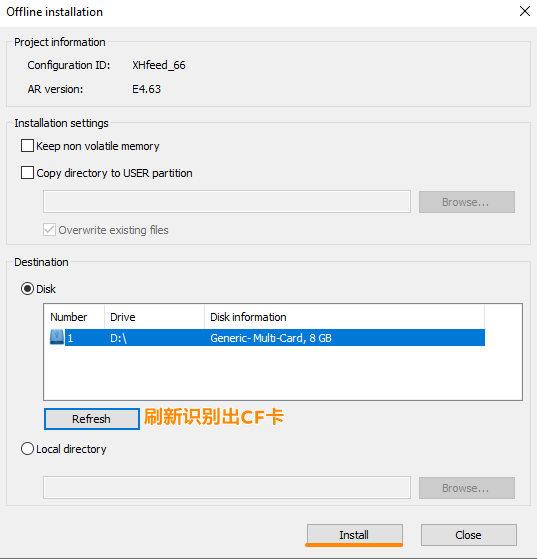 Offline installation
Project information
Configuration ID: XHfeed_66
AR version: E4.63
Installation settings
Keep non volatile memory
Copy directory to USER partition
Browse...
Overwrite existing files
Destination
Disk
Number Drive Disk information
1 D:\ Generic- Multi-Card, 8 GB
Refresh 刷新识别出CF卡
Local directory
Browse...
Install Close